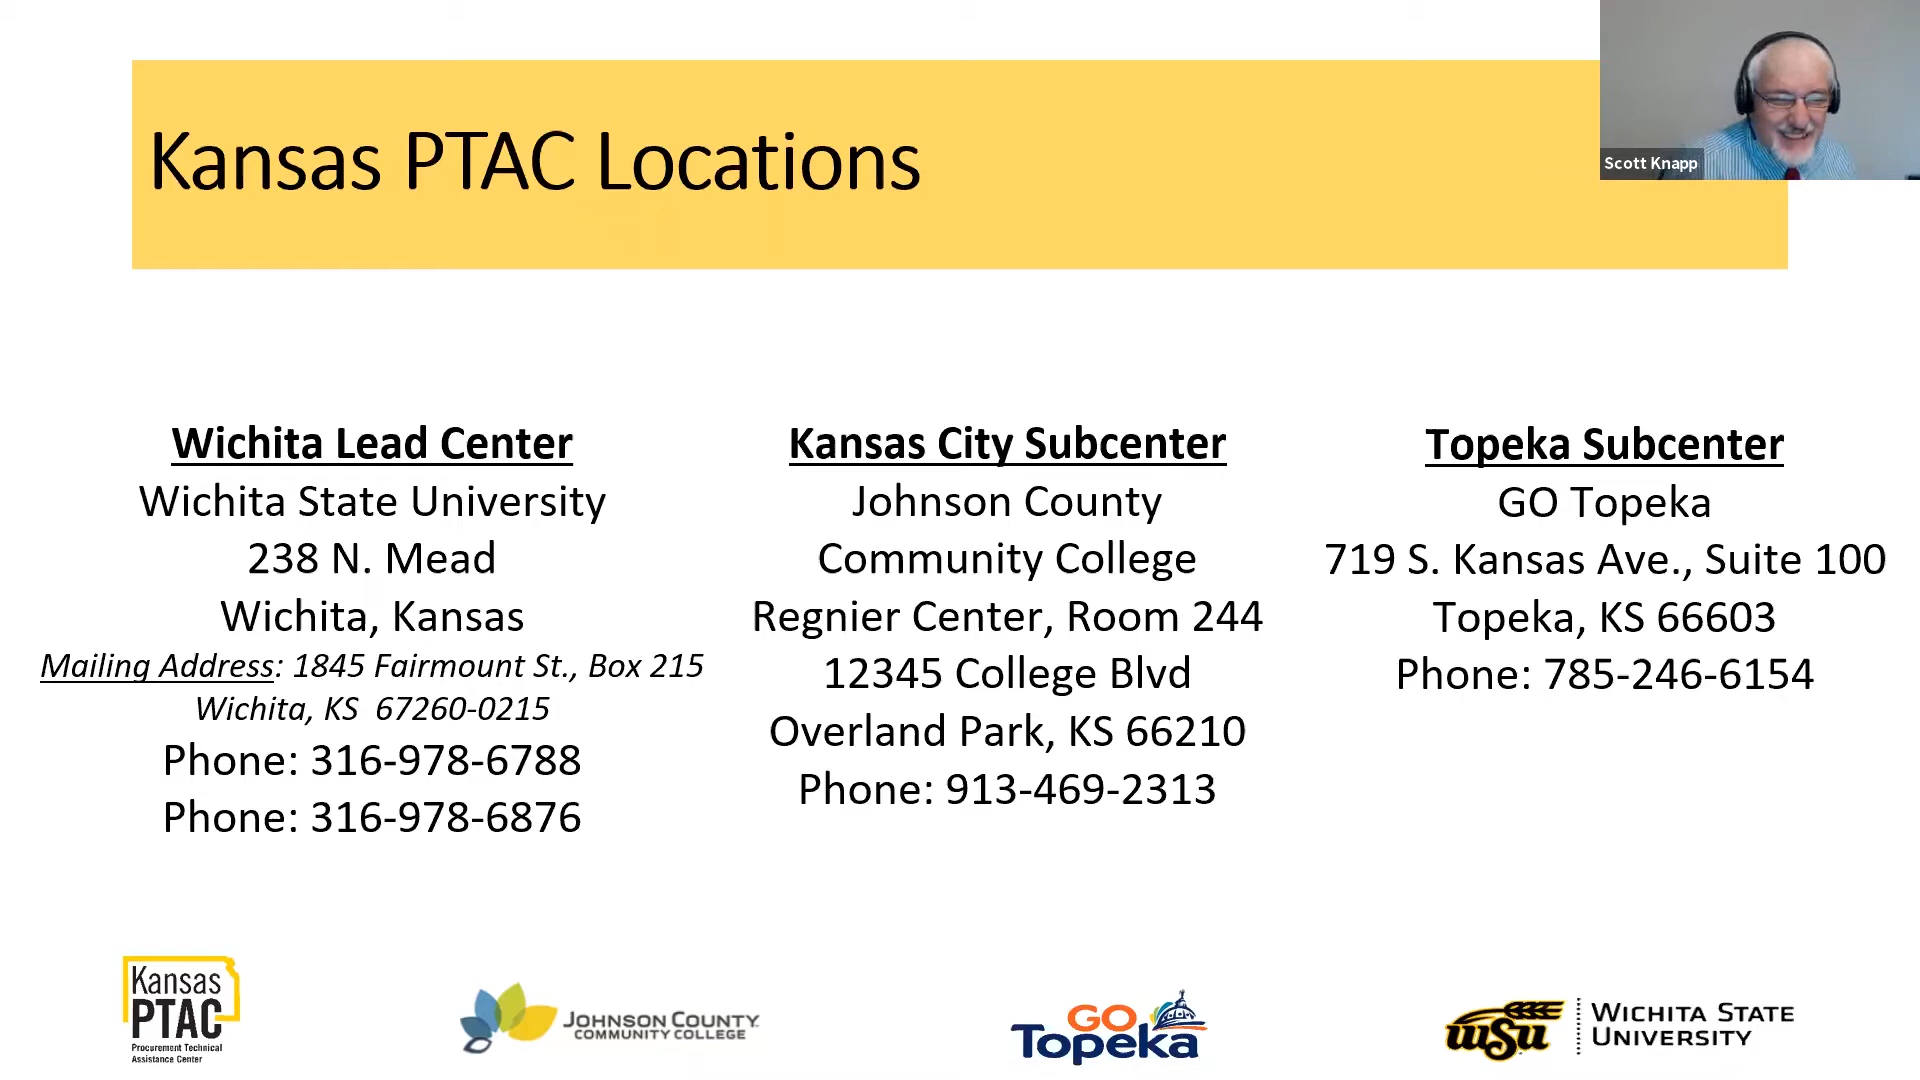 Kansas PTAC Locations
Scott Knapp
Wichita Lead Center
Wichita State University
238 N. Mead
Wichita, Kansas
Mailing Address: 1845 Fairmount St., Box 215
Wichita, KS 67260-0215
Phone: 316-978-6788
Phone: 316-978-6876
Kansas City Subcenter
Johnson County
Community College
Regnier Center, Room 244
12345 College Blvd
Overland Park, KS 66210
Phone: 913-469-2313
Topeka Subcenter
GO Topeka
719 S. Kansas Ave., Suite 100
Topeka, KS 66603
Phone: 785-246-6154
Kansas
PTAC
Procurement Technical
Assistance Center
JOHNSON COUNTY
COMMUNITY COLLEGE
GO
Topeka
WSU
WICHITA STATE
UNIVERSITY